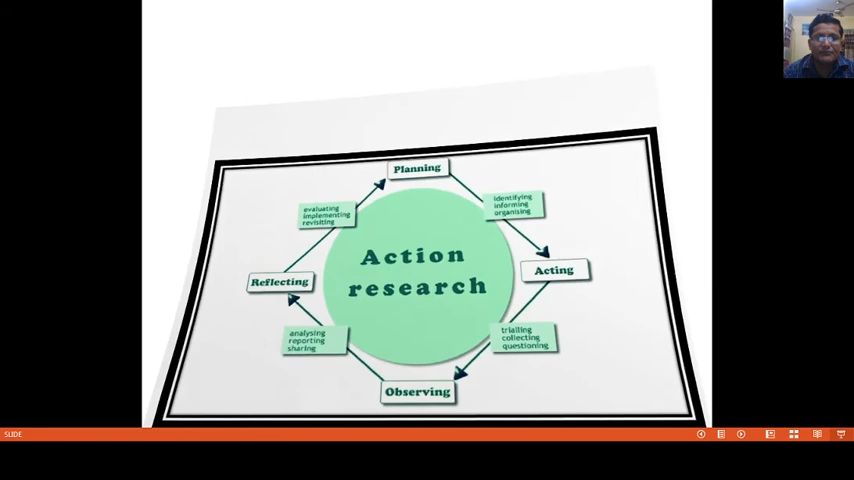 Planning
identifying
informing
organising
evaluating
implementing
revisiting
Action
research
Acting
Reflecting
trialling
collecting
questioning
analysing
reporting
sharing
Observing
SLIDE